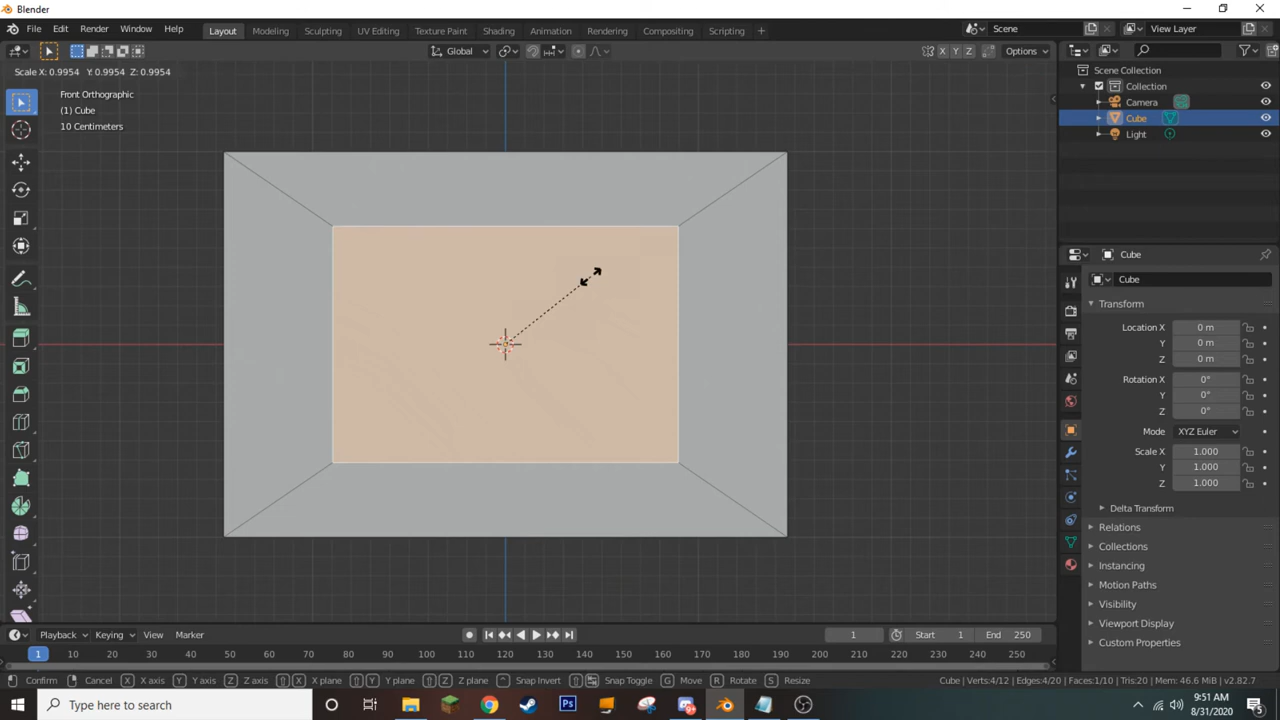 Blender
File Edit Render Window Help
Layout Modeling Sculpting UV Editing Texture Paint Shading Animation Rendering Compositing Scripting +
Scene
View Layer
Global
X Y Z
Options
Scale X: 0.9954 Y: 0.9954 Z: 0.9954
Front Orthographic
(1) Cube
10 Centimeters
Scene Collection
Collection
Camera
Cube
Light
Cube
Cube
Transform
Location X 0 m
Y 0 m
Z 0 m
Rotation X 0°
Y 0°
Z 0°
Mode XYZ Euler
Scale X 1.000
Y 1.000
Z 1.000
Delta Transform
Relations
Collections
Instancing
Motion Paths
Visibility
Viewport Display
Custom Properties
Playback Keying View Marker
1 Start 1 End 250
1 10 20 30 40 50 60 70 80 90 100 110 120 130 140 150 160 170 180 190 200 210 220 230 240 250
Confirm Cancel X X axis Y Y axis Z Z axis X X plane Y Y plane Z Z plane Snap Invert Snap Toggle G Move R Rotate S Resize
Cube | Verts:4/12 | Edges:4/20 | Faces:1/10 | Tris:20 | Mem: 46.6 MiB | v2.82.7
Type here to search
9:51 AM
8/31/2020